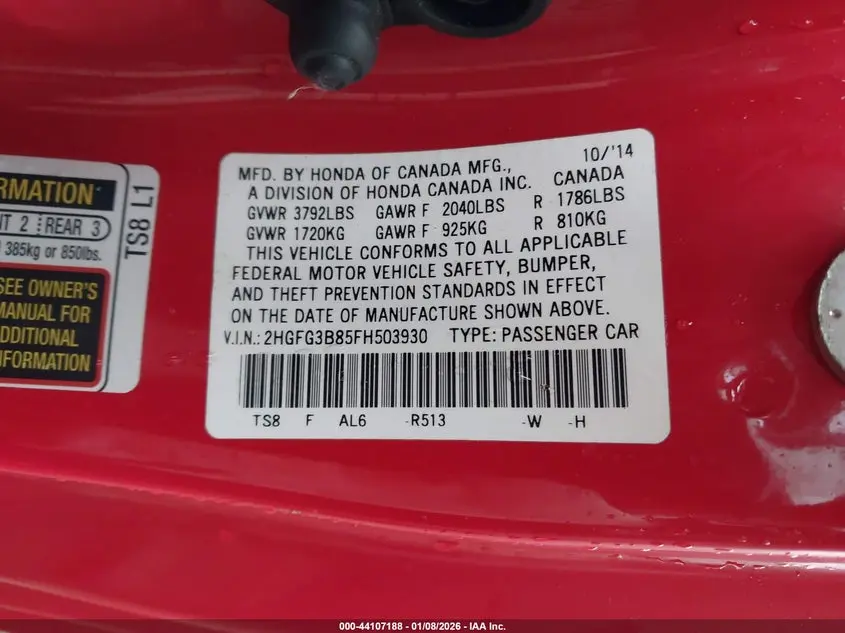 RMATION
T 2 REAR 3
385kg or 850lbs.
SEE OWNER'S
MANUAL FOR
ADDITIONAL
INFORMATION
TS8 L1
MFD. BY HONDA OF CANADA MFG., 10/'14
A DIVISION OF HONDA CANADA INC. CANADA
GVWR 3792LBS GAWR F 2040LBS R 1786LBS
GVWR 1720KG GAWR F 925KG R 810KG
THIS VEHICLE CONFORMS TO ALL APPLICABLE
FEDERAL MOTOR VEHICLE SAFETY, BUMPER,
AND THEFT PREVENTION STANDARDS IN EFFECT
ON THE DATE OF MANUFACTURE SHOWN ABOVE.
V.I.N.: 2HGFG3B85FH503930 TYPE: PASSENGER CAR
TS8 F AL6 -R513 -W -H
000-44107188 - 01/08/2026 - IAA Inc.